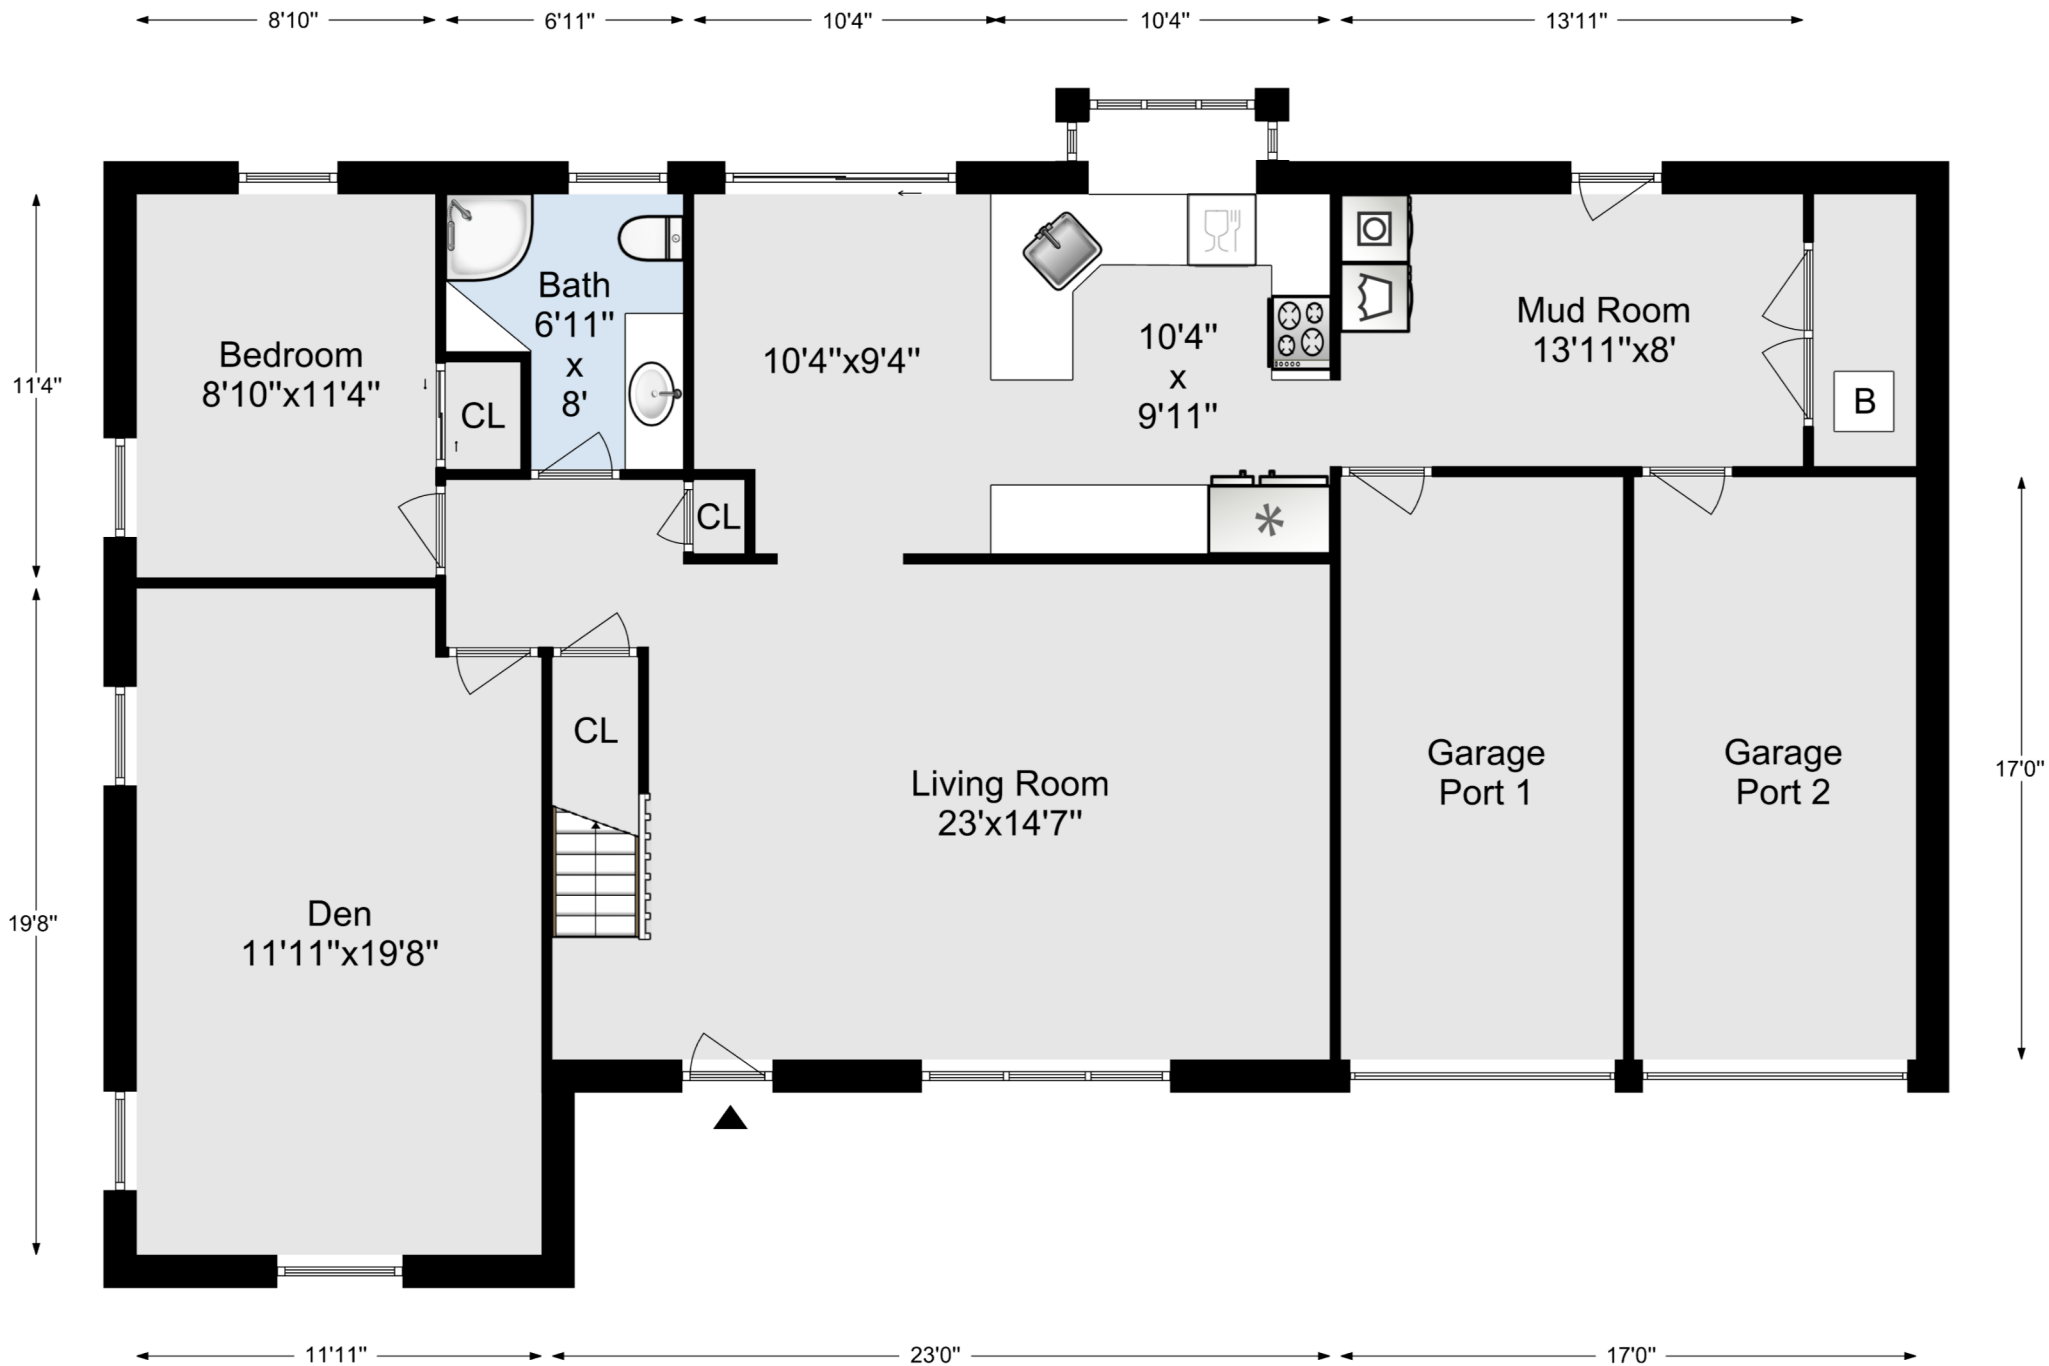 8'10"
6'11"
10'4"
10'4"
13'11"
Bedroom
8'10"x11'4"
Bath
6'11"
x
8'
CL
10'4"x9'4"
10'4"
x
9'11"
Mud Room
13'11"x8'
B
11'4"
CL
CL
Living Room
23'x14'7"
Garage
Port 1
Garage
Port 2
17'0"
Den
11'11"x19'8"
19'8"
11'11"
23'0"
17'0"